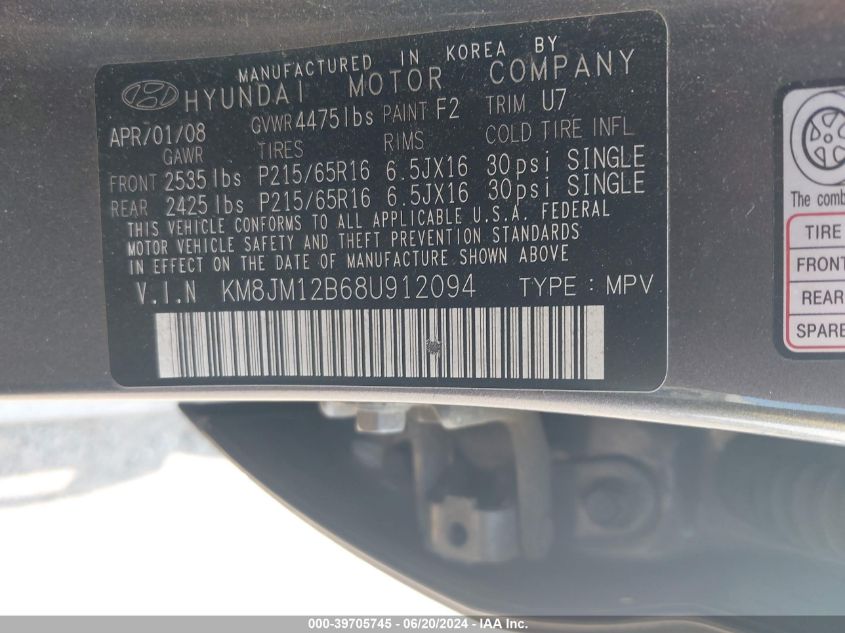 MANUFACTURED IN KOREA BY
HYUNDAI MOTOR COMPANY
APR/01/08 GVWR 4475lbs PAINT F2 TRIM U7
GAWR TIRES RIMS COLD TIRE INFL
FRONT 2535 lbs P215/65R16 6.5JX16 30psi SINGLE
REAR 2425 lbs P215/65R16 6.5JX16 30psi SINGLE
THIS VEHICLE CONFORMS TO ALL APPLICABLE U.S.A. FEDERAL
MOTOR VEHICLE SAFETY AND THEFT PREVENTION STANDARDS
IN EFFECT ON THE DATE OF MANUFACTURE SHOWN ABOVE
V.I.N KM8JM12B68U912094 TYPE : MPV
The comb
TIRE
FRONT
REAR
SPARE
000-39705745 - 06/20/2024 - IAA Inc.